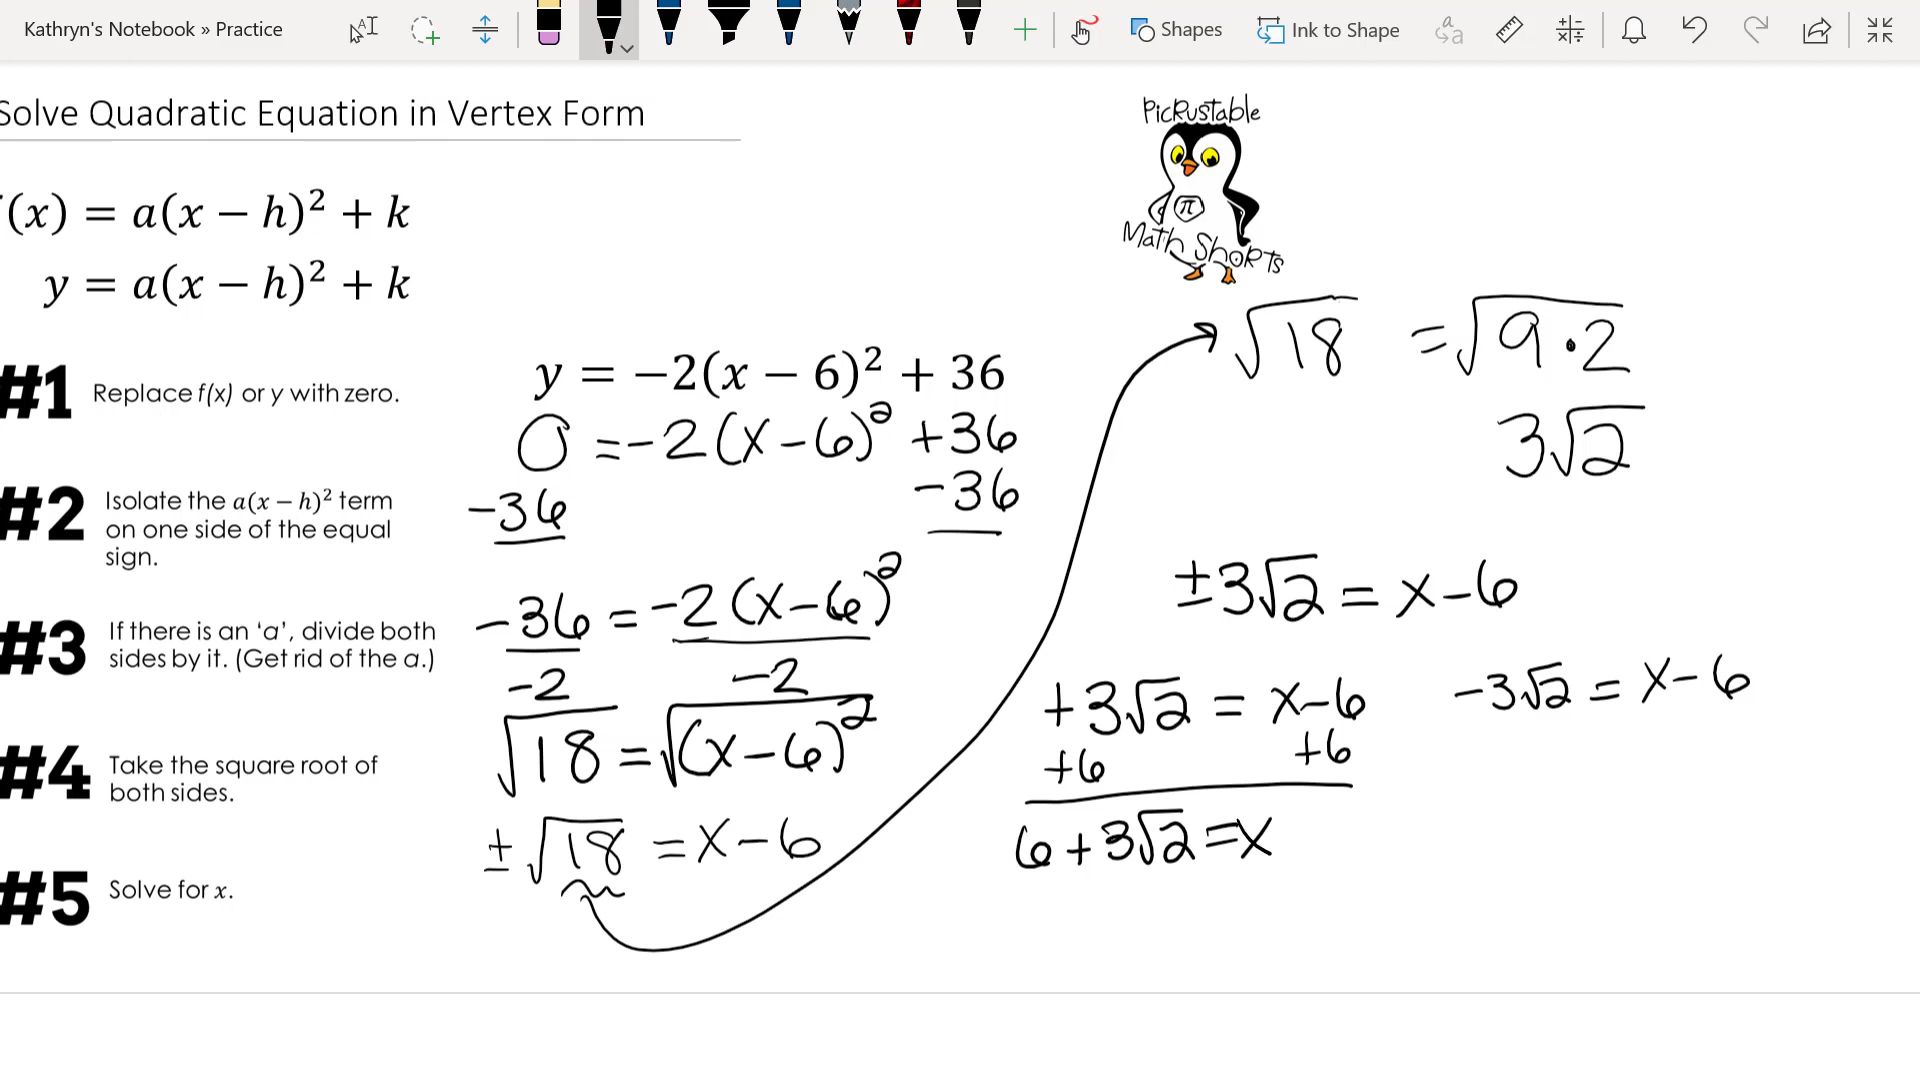 Kathryn's Notebook » Practice
Shapes
Ink to Shape
Solve Quadratic Equation in Vertex Form
PicRustable
Math Shorts
π
(x) = a(x − h)² + k
y = a(x − h)² + k
#1 Replace f(x) or y with zero.
#2 Isolate the a(x − h)² term
on one side of the equal
sign.
#3 If there is an ‘a’, divide both
sides by it. (Get rid of the a.)
#4 Take the square root of
both sides.
#5 Solve for x.
y = −2(x − 6)² + 36
0 = −2(x−6)² +36
−36 −36
−36 = −2(x−6)²
−2 −2
√18 = √(x−6)²
± √18 = x−6
√18 = √9·2
3√2
±3√2 = x−6
+3√2 = x−6
+6 +6
6+3√2=x
−3√2 = x−6